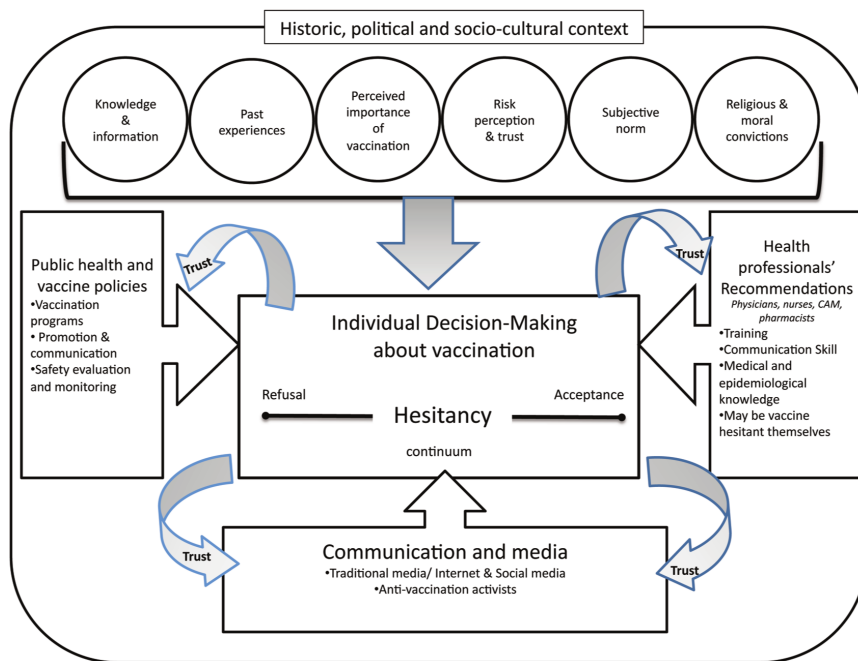 Historic, political and socio-cultural context
Knowledge
&
information
Past
experiences
Perceived
importance
of
vaccination
Risk
perception
& trust
Subjective
norm
Religious &
moral
convictions
Public health and
vaccine policies
•Vaccination
programs
• Promotion &
communication
•Safety evaluation
and monitoring
Trust
Trust
Health
professionals’
Recommendations
Physicians, nurses, CAM,
pharmacists
•Training
•Communication Skill
•Medical and
epidemiological
knowledge
•May be vaccine
hesitant themselves
Individual Decision-Making
about vaccination
Refusal
Acceptance
Hesitancy
continuum
Trust
Trust
Communication and media
•Traditional media/ Internet & Social media
•Anti-vaccination activists